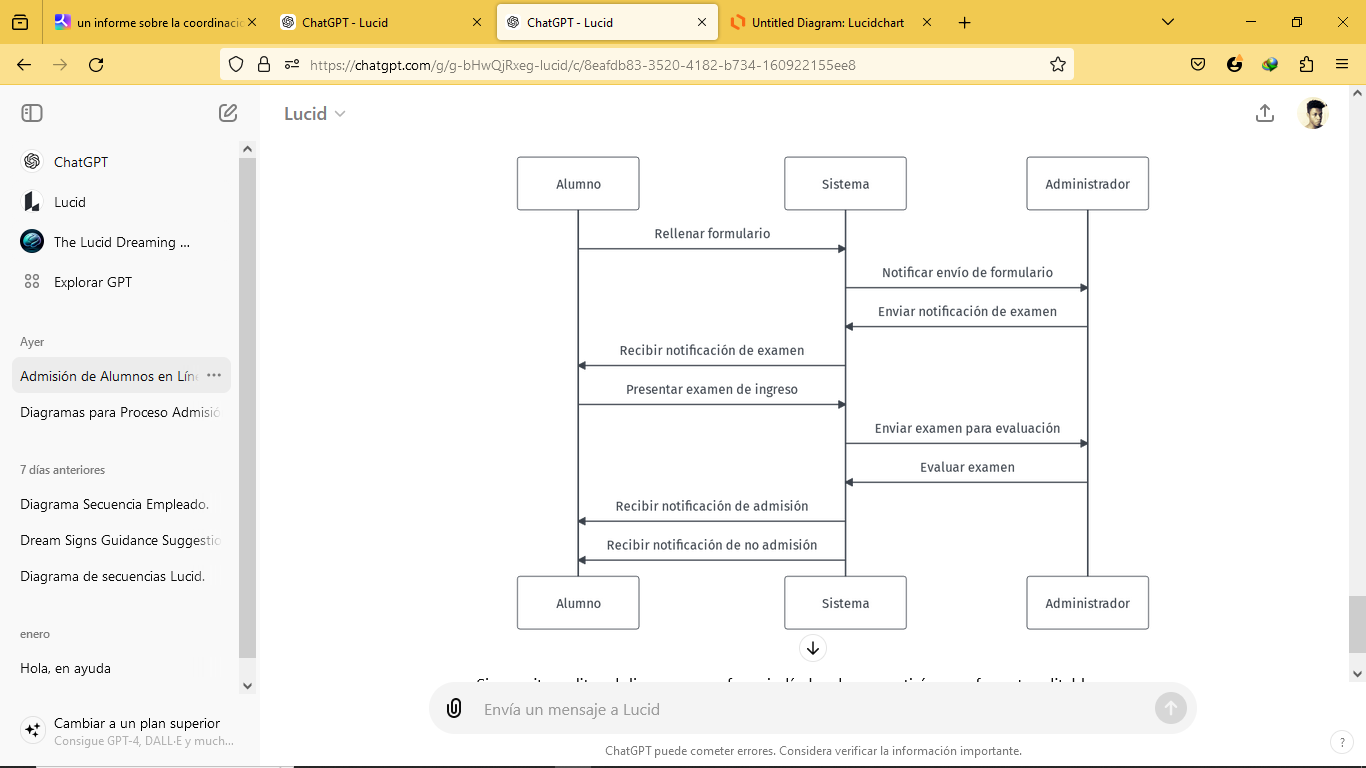 un informe sobre la coordinació
ChatGPT - Lucid
ChatGPT - Lucid
Untitled Diagram: Lucidchart
https://chatgpt.com/g/g-bHwQjRxeg-lucid/c/8eafdb83-3520-4182-b734-160922155ee8
Lucid
ChatGPT
Lucid
The Lucid Dreaming ...
Explorar GPT
Ayer
Admisión de Alumnos en Líne
Diagramas para Proceso Admisió
7 días anteriores
Diagrama Secuencia Empleado.
Dream Signs Guidance Suggestio
Diagrama de secuencias Lucid.
enero
Hola, en ayuda
Cambiar a un plan superior
Consigue GPT-4, DALL·E y much...
Alumno
Sistema
Administrador
Rellenar formulario
Notificar envío de formulario
Enviar notificación de examen
Recibir notificación de examen
Presentar examen de ingreso
Enviar examen para evaluación
Evaluar examen
Recibir notificación de admisión
Recibir notificación de no admisión
Alumno
Sistema
Administrador
Envía un mensaje a Lucid
ChatGPT puede cometer errores. Considera verificar la información importante.
?